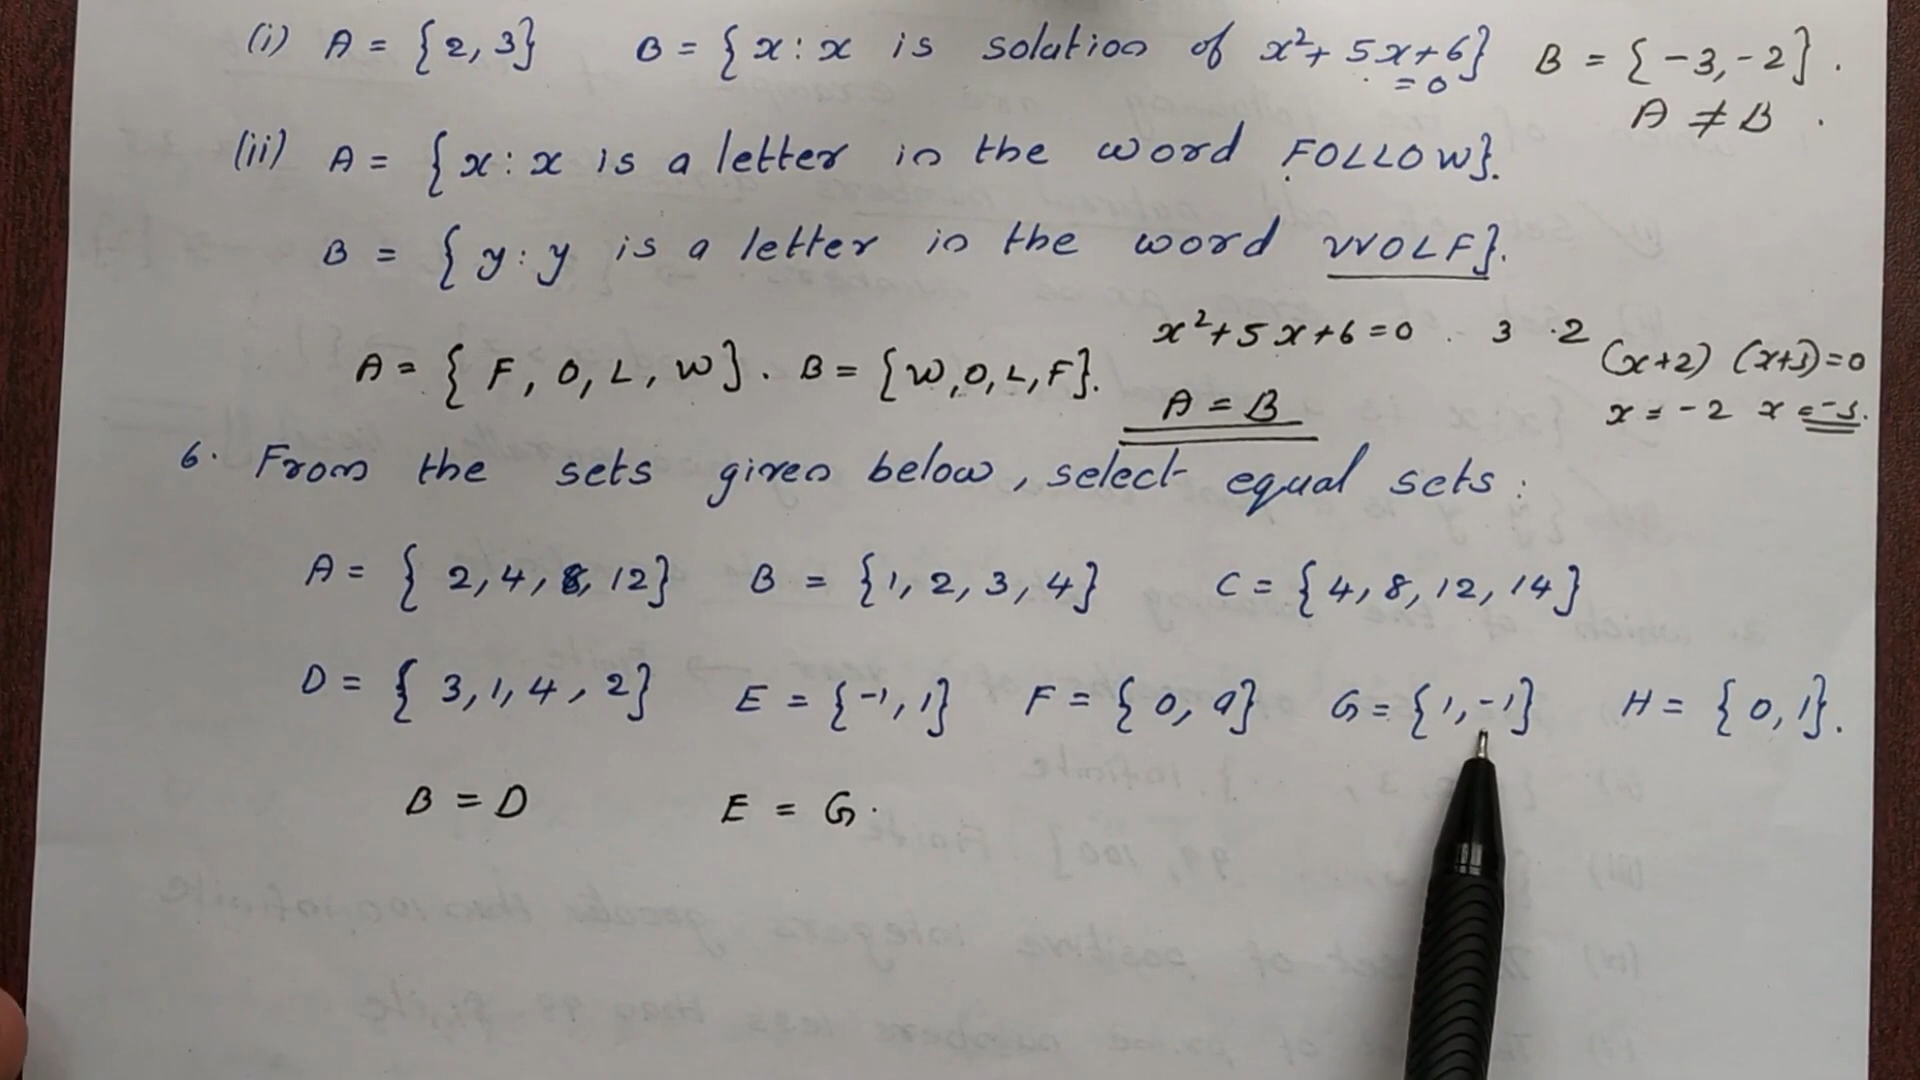 (i) A = {2, 3} B = {x : x is solution of x²+ 5x+6} B = {-3, -2}.
= 0
A ≠ B .
(ii) A = {x : x is a letter in the word FOLLOW}.
B = {y : y is a letter in the word WOLF}.
x²+5x+6=0 . 3 ·2
(x+2) (x+3)=0
A = {F, O, L, W}. B = {W,O,L,F}.
A = B
x = -2 x = -3.
6. From the sets given below, select equal sets :
A = {2,4, 8, 12} B = {1, 2, 3, 4} C = {4, 8, 12, 14}
D = {3,1,4, 2} E = {-1, 1} F = {0, a} G = {1,-1} H = {0, 1}.
B = D E = G.